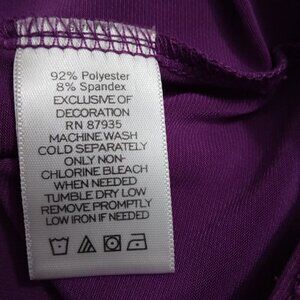 92% Polyester
8% Spandex
EXCLUSIVE OF
DECORATION
RN 87935
MACHINE WASH
COLD SEPARATELY
ONLY NON-
CHLORINE BLEACH
WHEN NEEDED
TUMBLE DRY LOW
REMOVE PROMPTLY
LOW IRON IF NEEDED